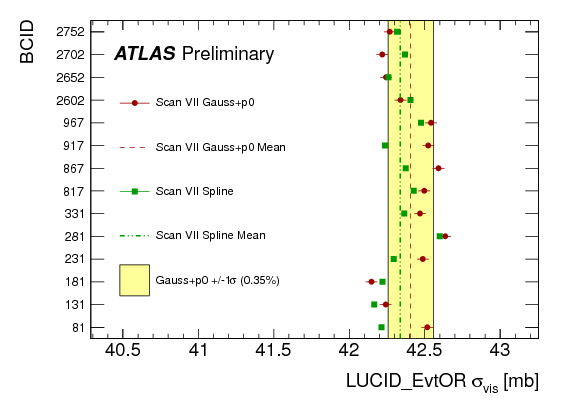 BCID
2752
2702
2652
2602
967
917
867
817
331
281
231
181
131
81
ATLAS Preliminary
Scan VII Gauss+p0
Scan VII Gauss+p0 Mean
Scan VII Spline
Scan VII Spline Mean
Gauss+p0 +/-1σ (0.35%)
40.5 41 41.5 42 42.5 43
LUCID_EvtOR σvis [mb]